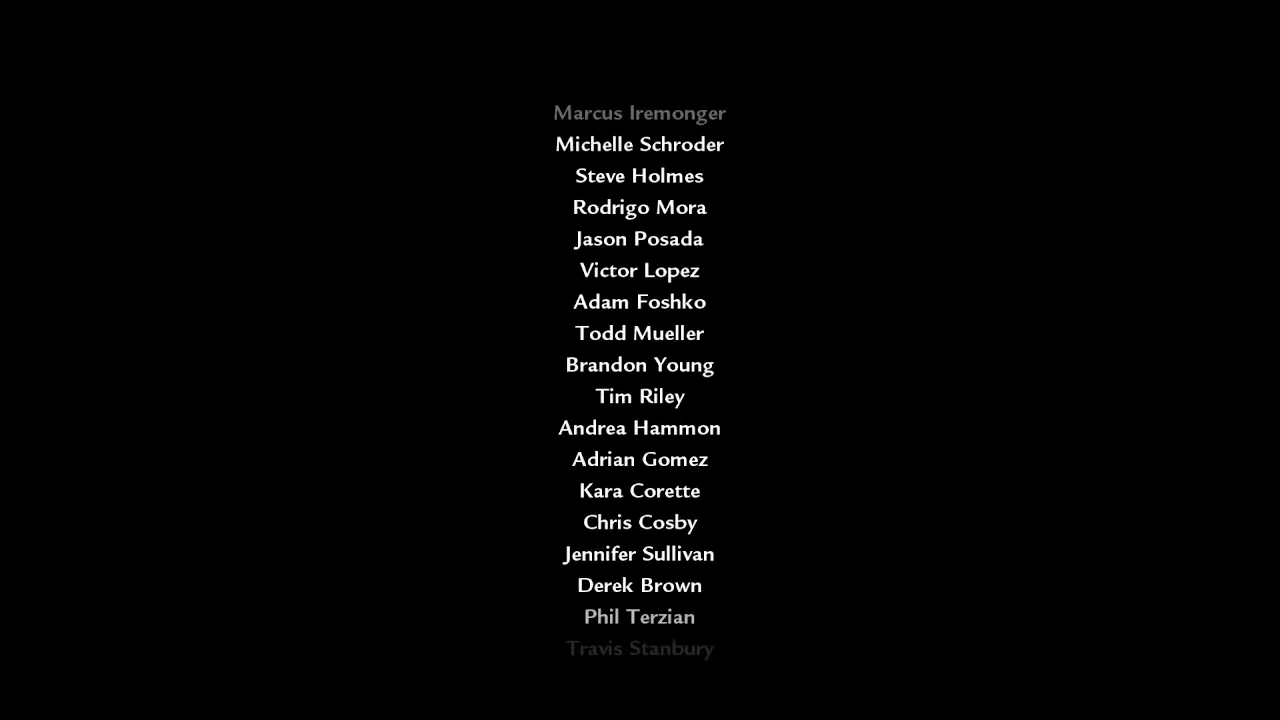 Marcus Iremonger
Michelle Schroder
Steve Holmes
Rodrigo Mora
Jason Posada
Victor Lopez
Adam Foshko
Todd Mueller
Brandon Young
Tim Riley
Andrea Hammon
Adrian Gomez
Kara Corette
Chris Cosby
Jennifer Sullivan
Derek Brown
Phil Terzian
Travis Stanbury